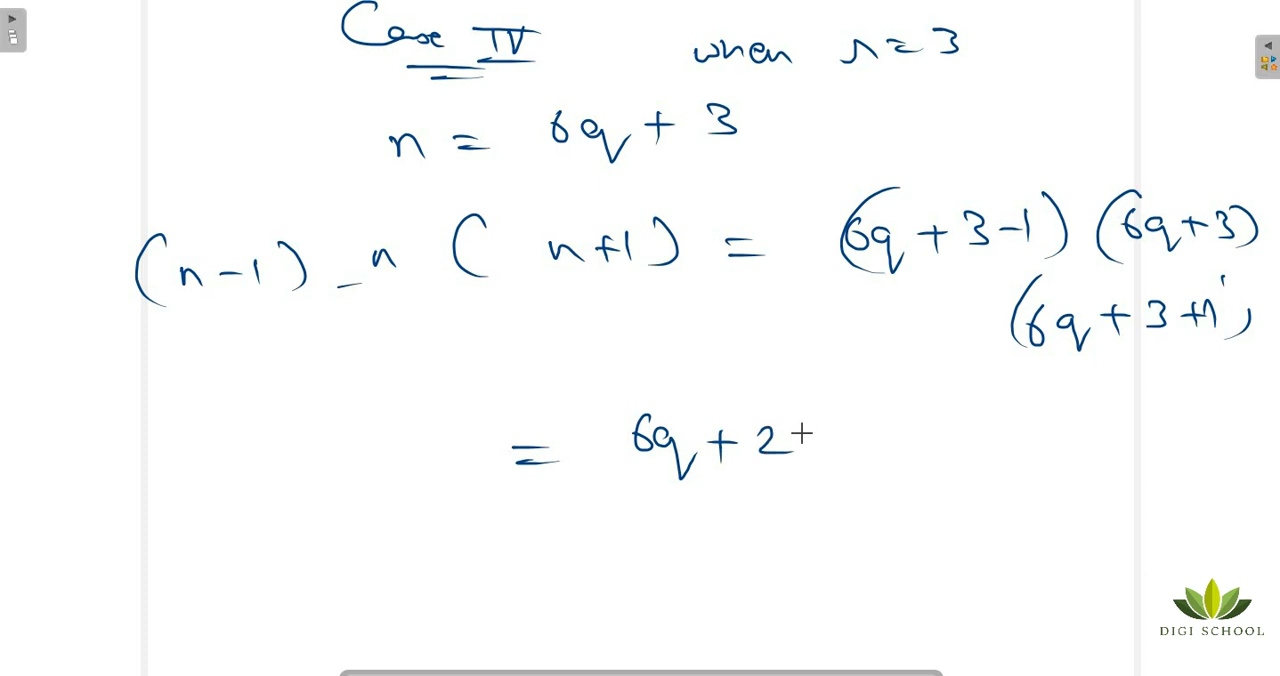 Case IV when r = 3
n = 6q + 3
(n-1) - n (n+1) = (6q + 3-1) (6q+3)
(6q + 3 +1)
= 6q + 2
DIGI SCHOOL